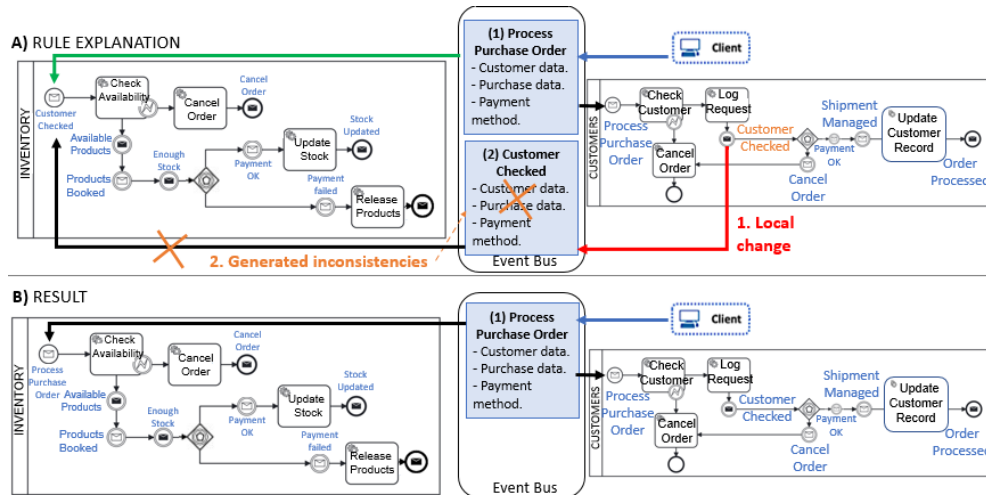 A) RULE EXPLANATION
INVENTORY
Customer
Checked
Check
Availability
Cancel
Order
Cancel
Order
Available
Products
Products
Booked
Enough
Stock
Payment
OK
Update
Stock
Stock
Updated
Payment
failed
Release
Products
(1) Process
Purchase Order
- Customer data.
- Purchase data.
- Payment
method.
(2) Customer
Checked
- Customer data.
- Purchase data.
- Payment
method.
Event Bus
Client
CUSTOMERS
Process
Purchase
Order
Check
Customer
Log
Request
Cancel
Order
Customer
Checked
Payment
OK
Cancel
Order
Shipment
Managed
Update
Customer
Record
Order
Processed
1. Local
change
2. Generated inconsistencies
B) RESULT
INVENTORY
Process
Purchase
Order
Check
Availability
Cancel
Order
Cancel
Order
Available
Products
Products
Booked
Enough
Stock
Payment
OK
Update
Stock
Stock
Updated
Payment
failed
Release
Products
(1) Process
Purchase Order
- Customer data.
- Purchase data.
- Payment
method.
Event Bus
Client
CUSTOMERS
Process
Purchase
Order
Check
Customer
Log
Request
Cancel
Order
Customer
Checked
Payment
OK
Cancel
Order
Shipment
Managed
Update
Customer
Record
Order
Processed